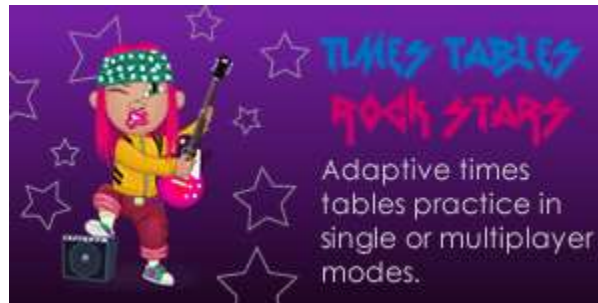 TIMES TABLES
ROCK STARS
Adaptive times
tables practice in
single or multiplayer
modes.